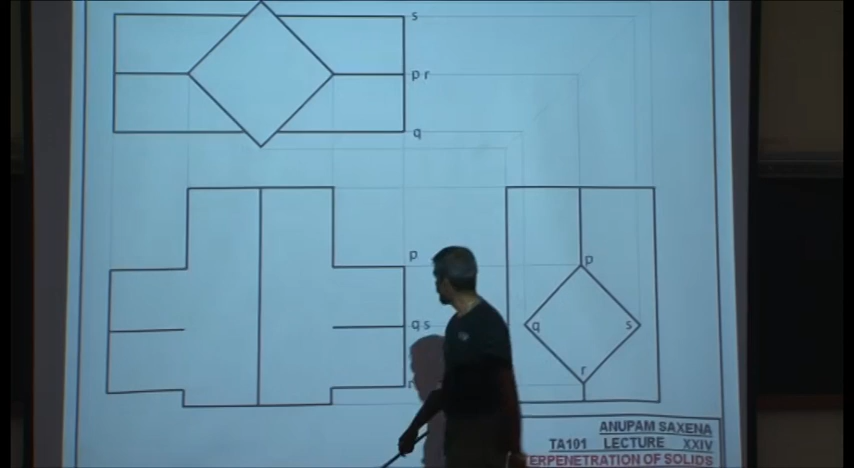 s
p r
q
p
p
q s
q
s
r
r
ANUPAM SAXENA
TA101 LECTURE XXIV
ERPENETRATION OF SOLIDS